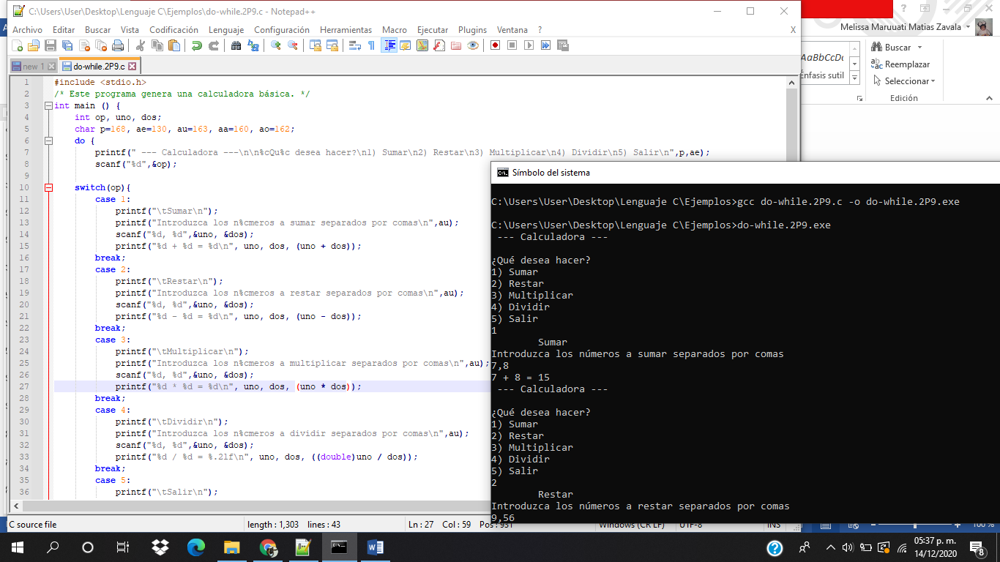 C:\Users\User\Desktop\Lenguaje C\Ejemplos\do-while.2P9.c - Notepad++
Archivo Editar Buscar Vista Codificación Lenguaje Configuración Herramientas Macro Ejecutar Plugins Ventana ? X
new 1 do-while.2P9.c
1 #include <stdio.h>
2 /* Este programa genera una calculadora básica. */
3 int main () {
4 int op, uno, dos;
5 char p=168, ae=130, au=163, aa=160, ao=162;
6 do {
7 printf(" --- Calculadora ---\n\n%cQu%c desea hacer?\n1) Sumar\n2) Restar\n3) Multiplicar\n4) Dividir\n5) Salir\n",p,ae);
8 scanf("%d",&op);
9
10 switch(op){
11 case 1:
12 printf("\tSumar\n");
13 printf("Introduzca los n%cmeros a sumar separados por comas\n",au);
14 scanf("%d, %d",&uno, &dos);
15 printf("%d + %d = %d\n", uno, dos, (uno + dos));
16 break;
17 case 2:
18 printf("\tRestar\n");
19 printf("Introduzca los n%cmeros a restar separados por comas\n",au);
20 scanf("%d, %d",&uno, &dos);
21 printf("%d - %d = %d\n", uno, dos, (uno - dos));
22 break;
23 case 3:
24 printf("\tMultiplicar\n");
25 printf("Introduzca los n%cmeros a multiplicar separados por comas\n",au);
26 scanf("%d, %d",&uno, &dos);
27 printf("%d * %d = %d\n", uno, dos, (uno * dos));
28 break;
29 case 4:
30 printf("\tDividir\n");
31 printf("Introduzca los n%cmeros a dividir separados por comas\n",au);
32 scanf("%d, %d",&uno, &dos);
33 printf("%d / %d = %.2lf\n", uno, dos, ((double)uno / dos));
34 break;
35 case 5:
36 printf("\tSalir\n");
C source file length : 1,303 lines : 43 Ln : 27 Col : 59 Pos : 931 Windows (CR LF) UTF-8 INS
Melissa Maruuati Matias Zavala
AaBbCcDc
Énfasis sutil
Buscar
Reemplazar
Seleccionar
Edición
Símbolo del sistema
C:\Users\User\Desktop\Lenguaje C\Ejemplos>gcc do-while.2P9.c -o do-while.2P9.exe
C:\Users\User\Desktop\Lenguaje C\Ejemplos>do-while.2P9.exe
--- Calculadora ---
¿Qué desea hacer?
1) Sumar
2) Restar
3) Multiplicar
4) Dividir
5) Salir
1
Sumar
Introduzca los números a sumar separados por comas
7,8
7 + 8 = 15
--- Calculadora ---
¿Qué desea hacer?
1) Sumar
2) Restar
3) Multiplicar
4) Dividir
5) Salir
2
Restar
Introduzca los números a restar separados por comas
9,56
100 %
05:37 p. m.
14/12/2020
8